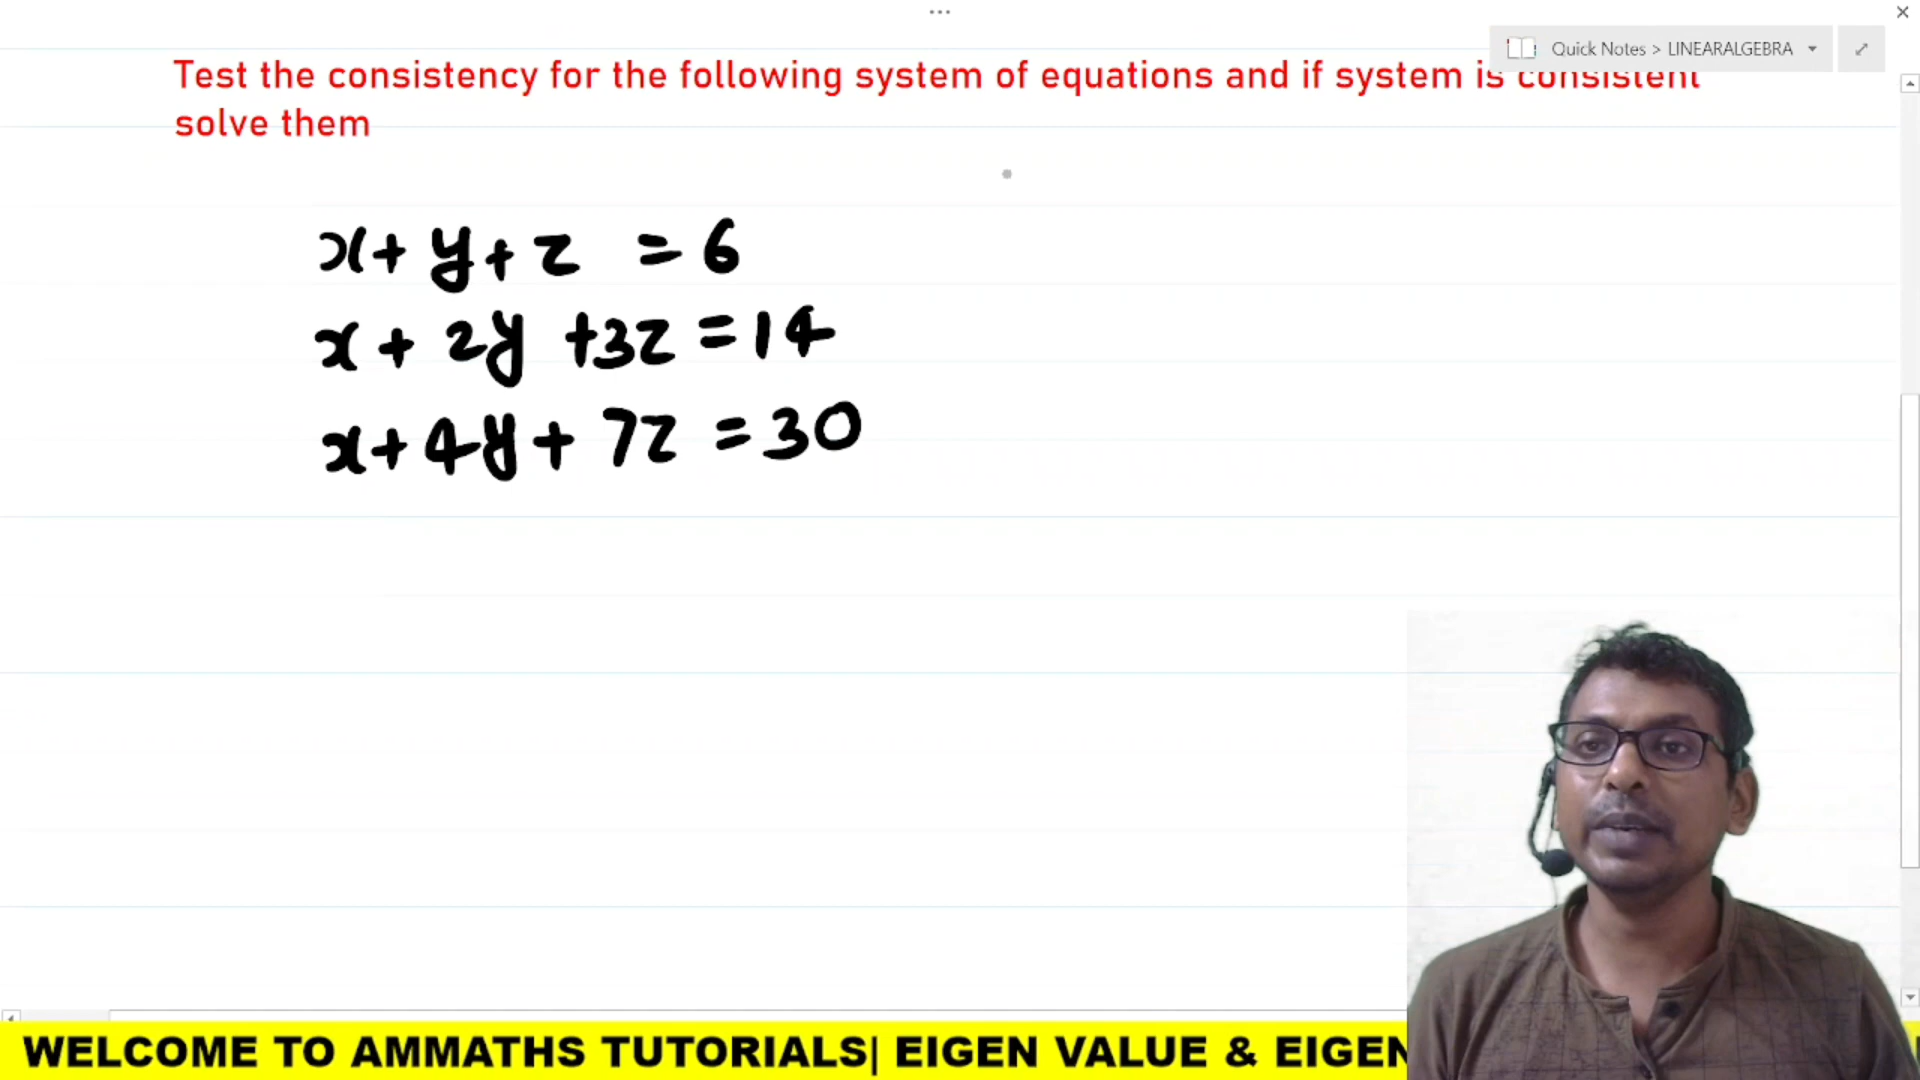 Quick Notes > LINEARALGEBRA
Test the consistency for the following system of equations and if system is consistent
solve them
x + y + z = 6
x + 2y + 3z = 14
x + 4y + 7z = 30
WELCOME TO AMMATHS TUTORIALS| EIGEN VALUE & EIGEN